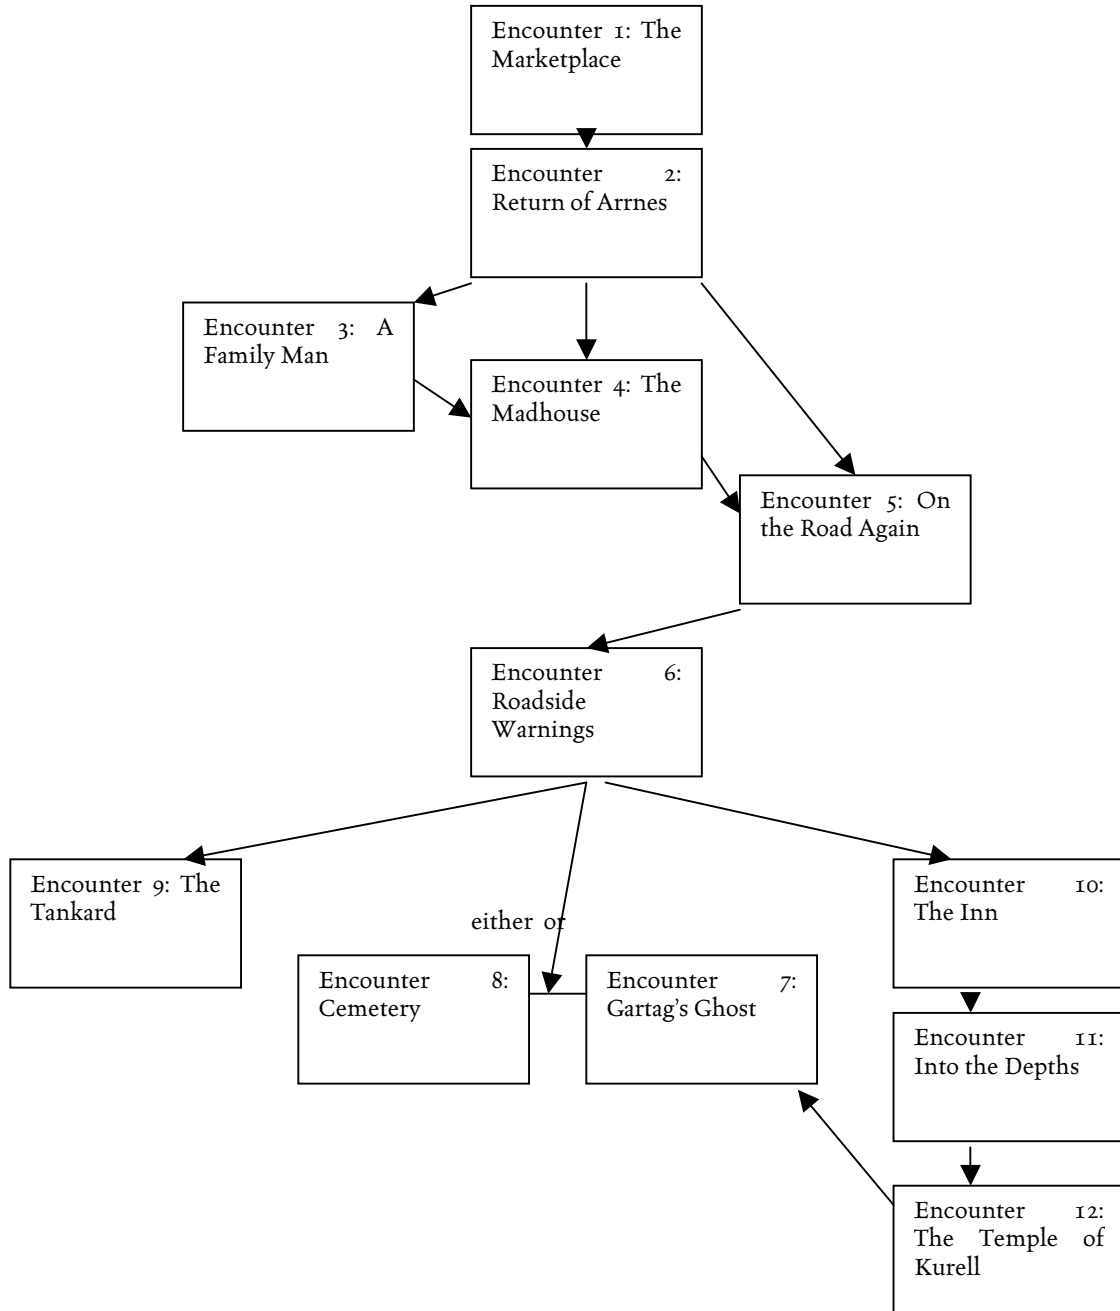 Encounter 1: The
Marketplace
Encounter 2:
Return of Arrnes
Encounter 3: A
Family Man
Encounter 4: The
Madhouse
Encounter 5: On
the Road Again
Encounter 6:
Roadside
Warnings
Encounter 9: The
Tankard
Encounter 10:
The Inn
either or
Encounter 8:
Cemetery
Encounter 7:
Gartag's Ghost
Encounter 11:
Into the Depths
Encounter 12:
The Temple of
Kurell